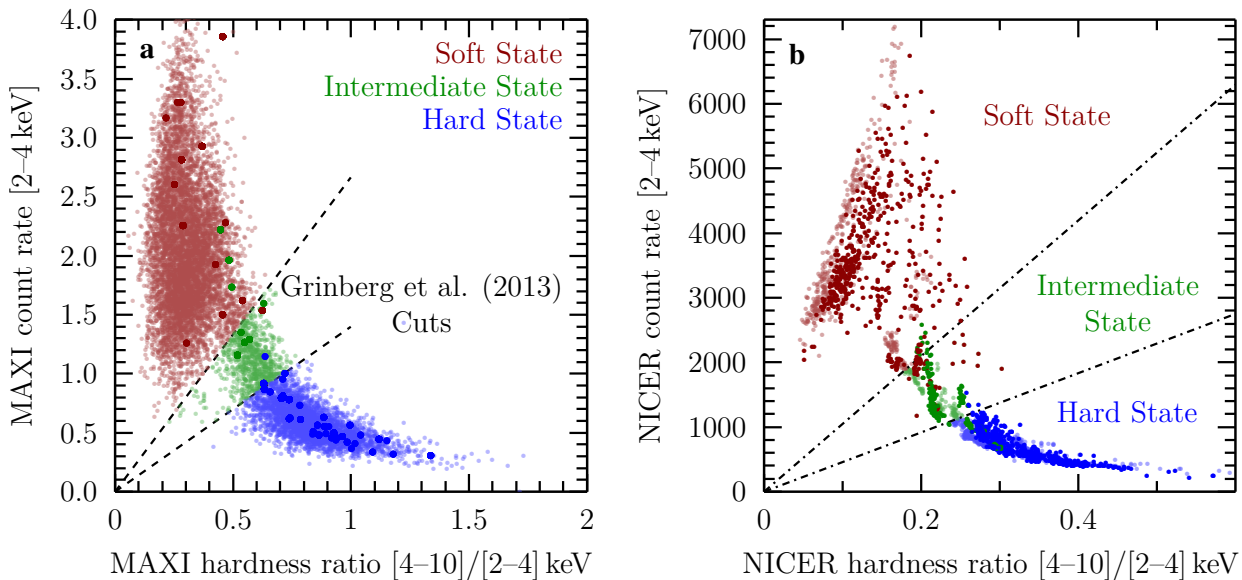 a
Soft State
Intermediate State
Hard State
Grinberg et al. (2013)
Cuts
MAXI count rate [2–4 keV]
4.0
3.5
3.0
2.5
2.0
1.5
1.0
0.5
0.0
0 0.5 1 1.5 2
MAXI hardness ratio [4–10]/[2–4] keV
b
Soft State
Intermediate
State
Hard State
NICER count rate [2–4 keV]
7000
6000
5000
4000
3000
2000
1000
0
0 0.2 0.4
NICER hardness ratio [4–10]/[2–4] keV